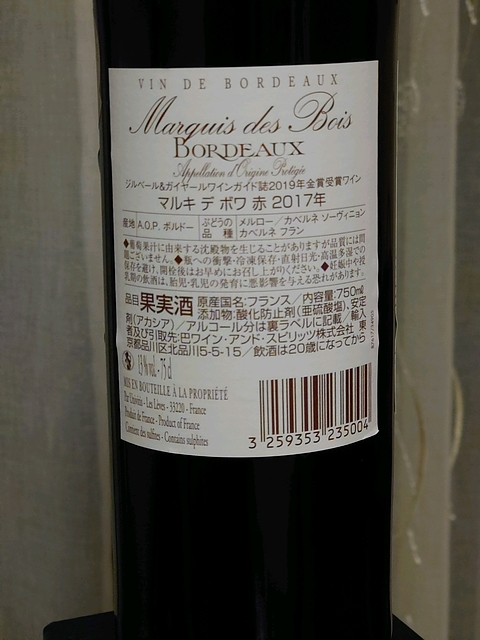 VIN DE BORDEAUX
Marquis des Bois
BORDEAUX
Appellation d'Origine Protégée
ジルベール&ガイヤールワインガイド誌2019年金賞受賞ワイン
マルキ デ ボワ 赤 2017年
産地 A.O.P. ボルドー ぶどうの品種 メルロー/カベルネ ソーヴィニョン カベルネ フラン
◆葡萄果汁に由来する沈殿物を生じることがありますが品質には問
題ございません。◆瓶への衝撃・冷凍保存・直射日光・高温多湿での
保存を避け、開栓後はお早めにお召し上がりください。◆妊娠中や授
乳期の飲酒は、胎児・乳児の発育に悪影響を与える恐れがあります。
品目 果実酒 原産国名:フランス/内容量:750ml
添加物:酸化防止剤(亜硫酸塩)、安定
剤(アカシア)/アルコール分は裏ラベルに記載/輸入
者及び引取先:巴ワイン・アンド・スピリッツ株式会社 東
京都品川区北品川5-5-15/飲酒は20歳になってから
13%vol. - 75 cl
MIS EN BOUTEILLE À LA PROPRIÉTÉ
Par Univitis - Les Lèves - 33220 - France
Produit de France - Product of France
Contient des sulfites - Contains sulphites
3 259353 235004